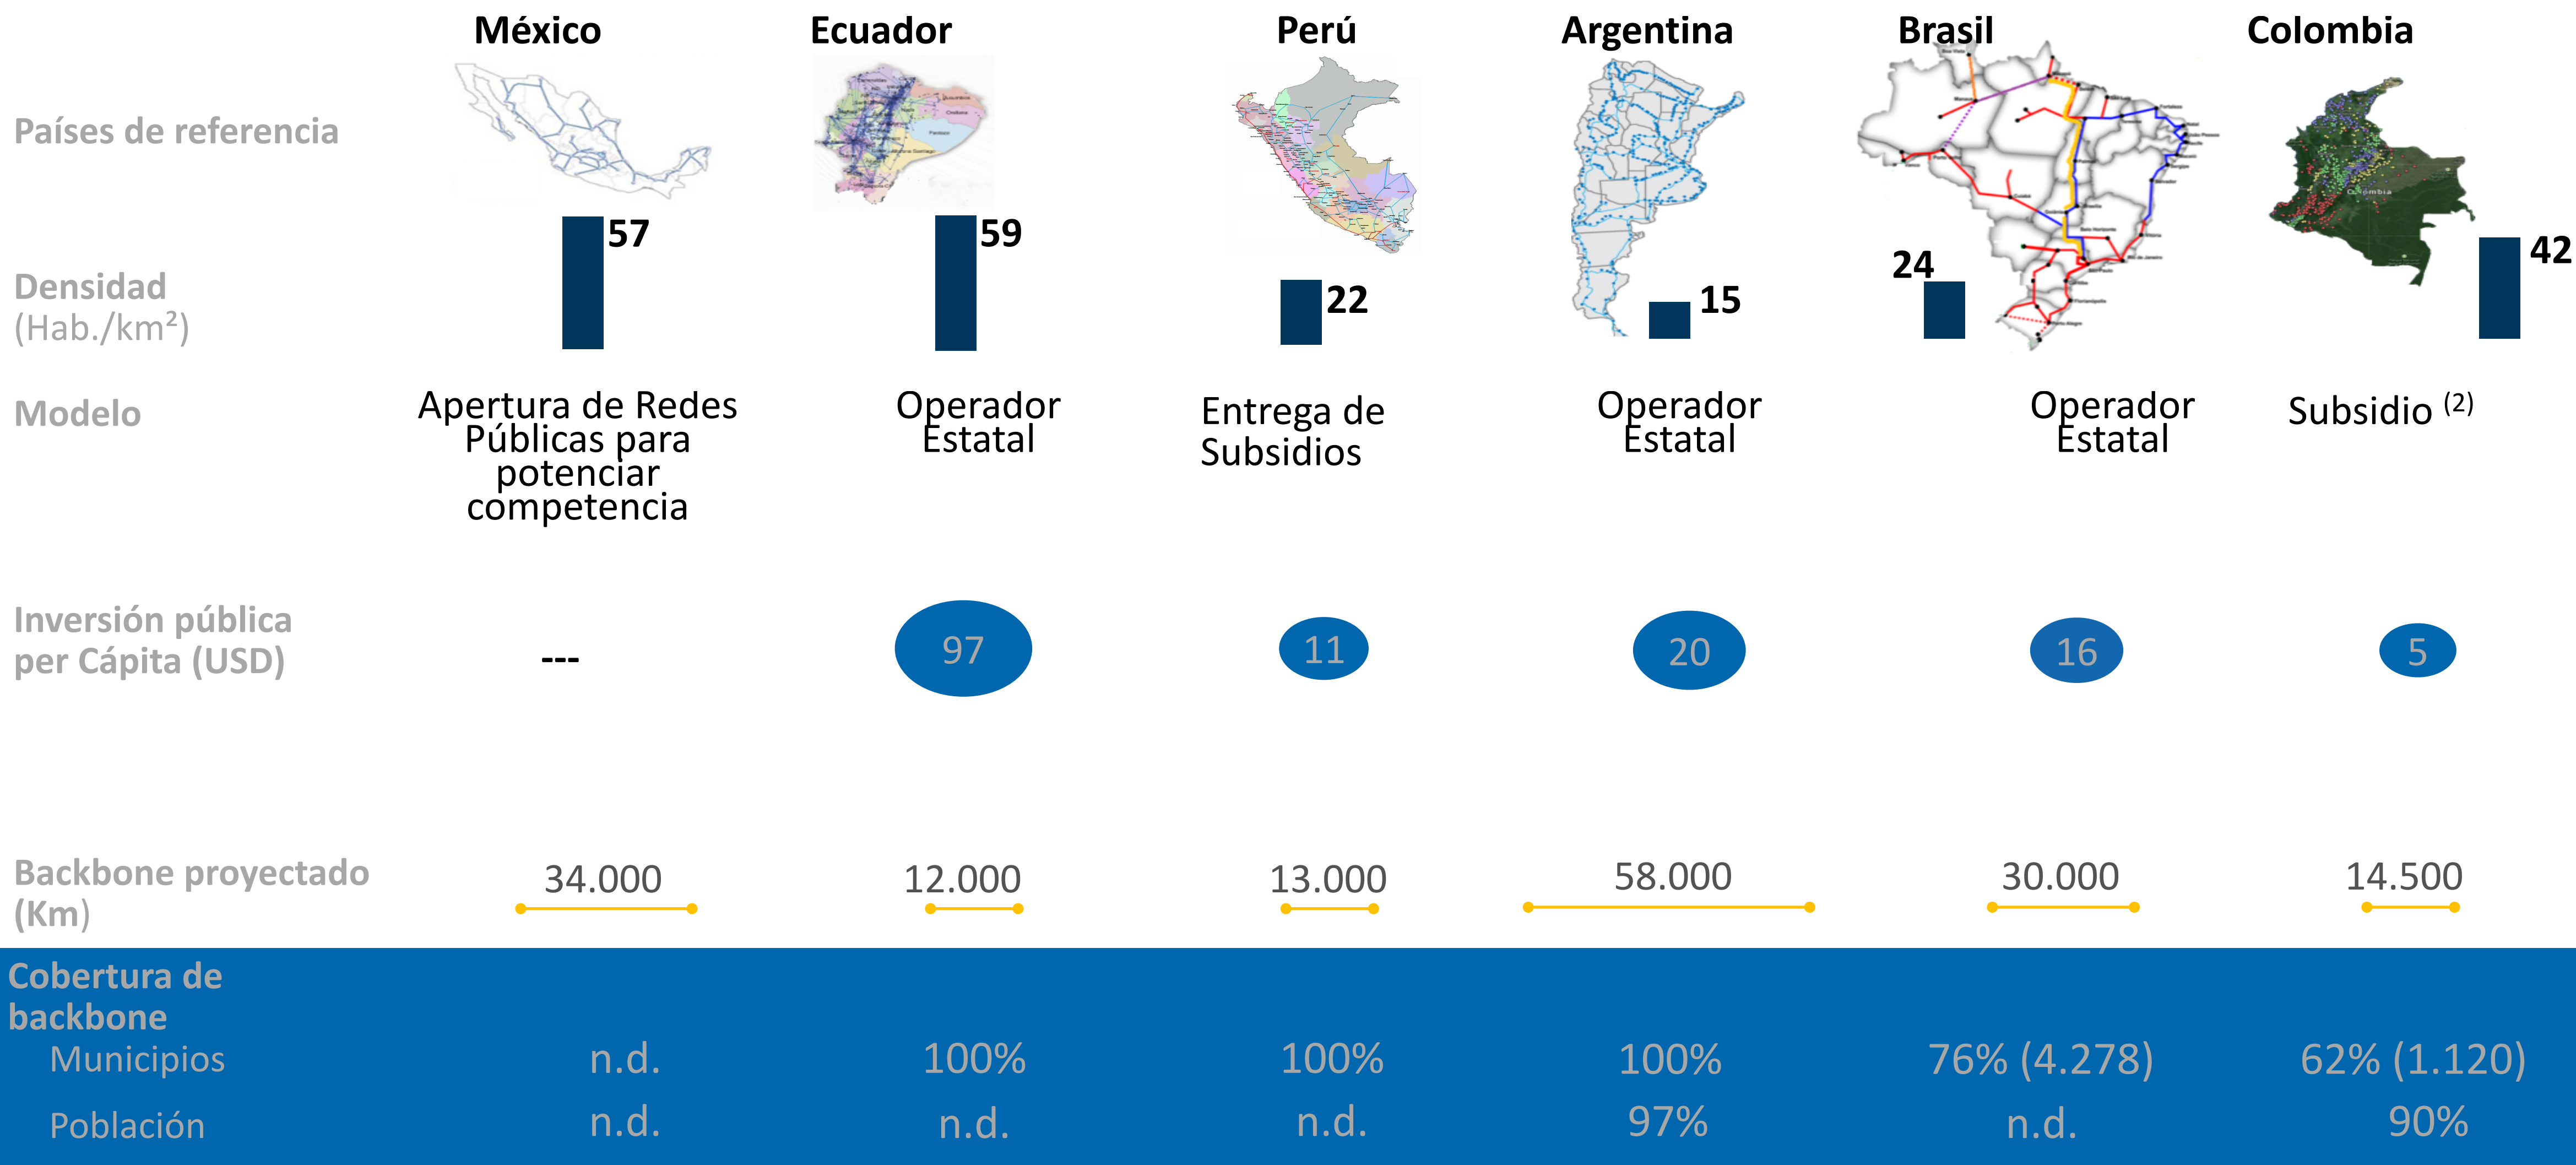 México Ecuador Perú Argentina Brasil Colombia
Países de referencia
Colombia
57 59 22 15 24 42
Densidad
(Hab./km²)
Modelo
Apertura de Redes
Públicas para
potenciar
competencia
Operador
Estatal
Entrega de
Subsidios
Operador
Estatal
Operador
Estatal
Subsidio (2)
Inversión pública
per Cápita (USD)
--- 97 11 20 16 5
Backbone proyectado
(Km)
34.000 12.000 13.000 58.000 30.000 14.500
Cobertura de
backbone
Municipios n.d. 100% 100% 100% 76% (4.278) 62% (1.120)
Población n.d. n.d. n.d. 97% n.d. 90%